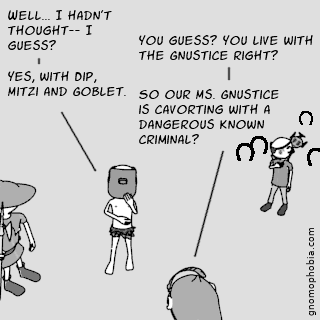 WELL... I HADN'T
THOUGHT-- I
GUESS?
YES, WITH DIP,
MITZI AND GOBLET.
YOU GUESS? YOU LIVE WITH
THE GNUSTICE RIGHT?
SO OUR MS. GNUSTICE
IS CAVORTING WITH A
DANGEROUS KNOWN
CRIMINAL?
gnomophobia.com